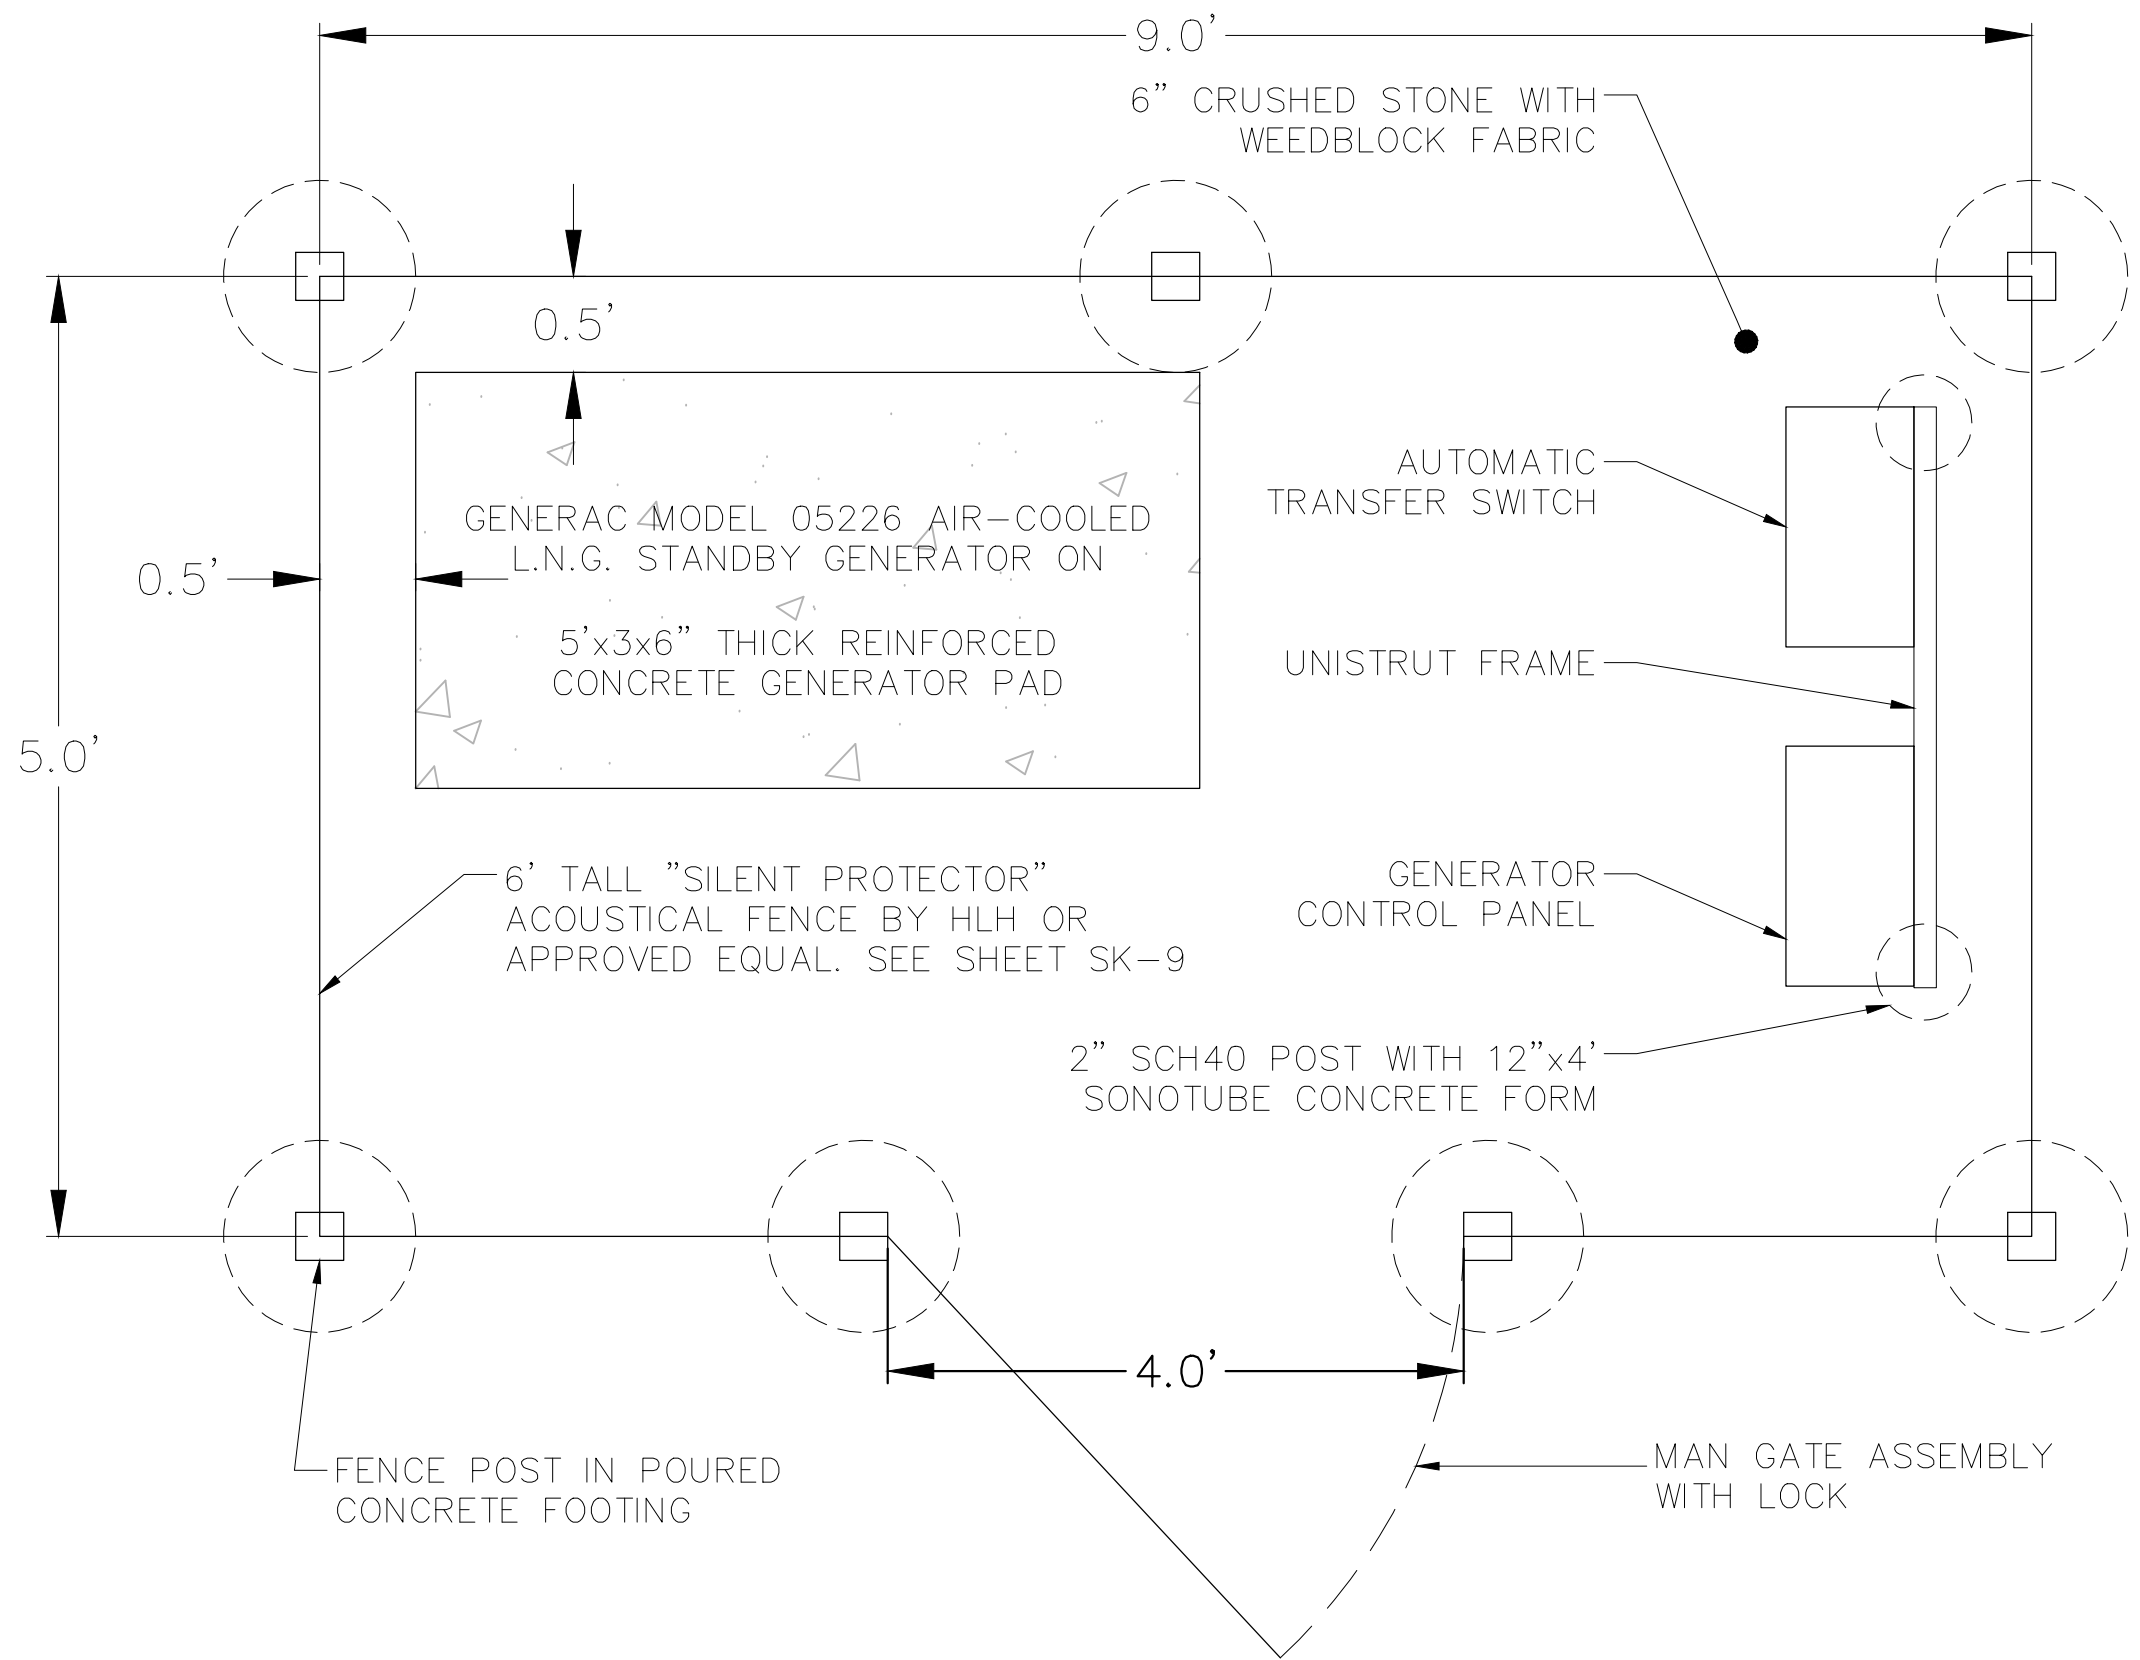 9.0'
6" CRUSHED STONE WITH
WEEDBLOCK FABRIC
0.5'
AUTOMATIC
TRANSFER SWITCH
GENERAC MODEL 05226 AIR-COOLED
L.N.G. STANDBY GENERATOR ON
0.5'
5'x3x6" THICK REINFORCED
CONCRETE GENERATOR PAD
UNISTRUT FRAME
5.0'
6' TALL "SILENT PROTECTOR"
ACOUSTICAL FENCE BY HLH OR
APPROVED EQUAL. SEE SHEET SK-9
GENERATOR
CONTROL PANEL
2" SCH40 POST WITH 12"x4'
SONOTUBE CONCRETE FORM
4.0'
FENCE POST IN POURED
CONCRETE FOOTING
MAN GATE ASSEMBLY
WITH LOCK